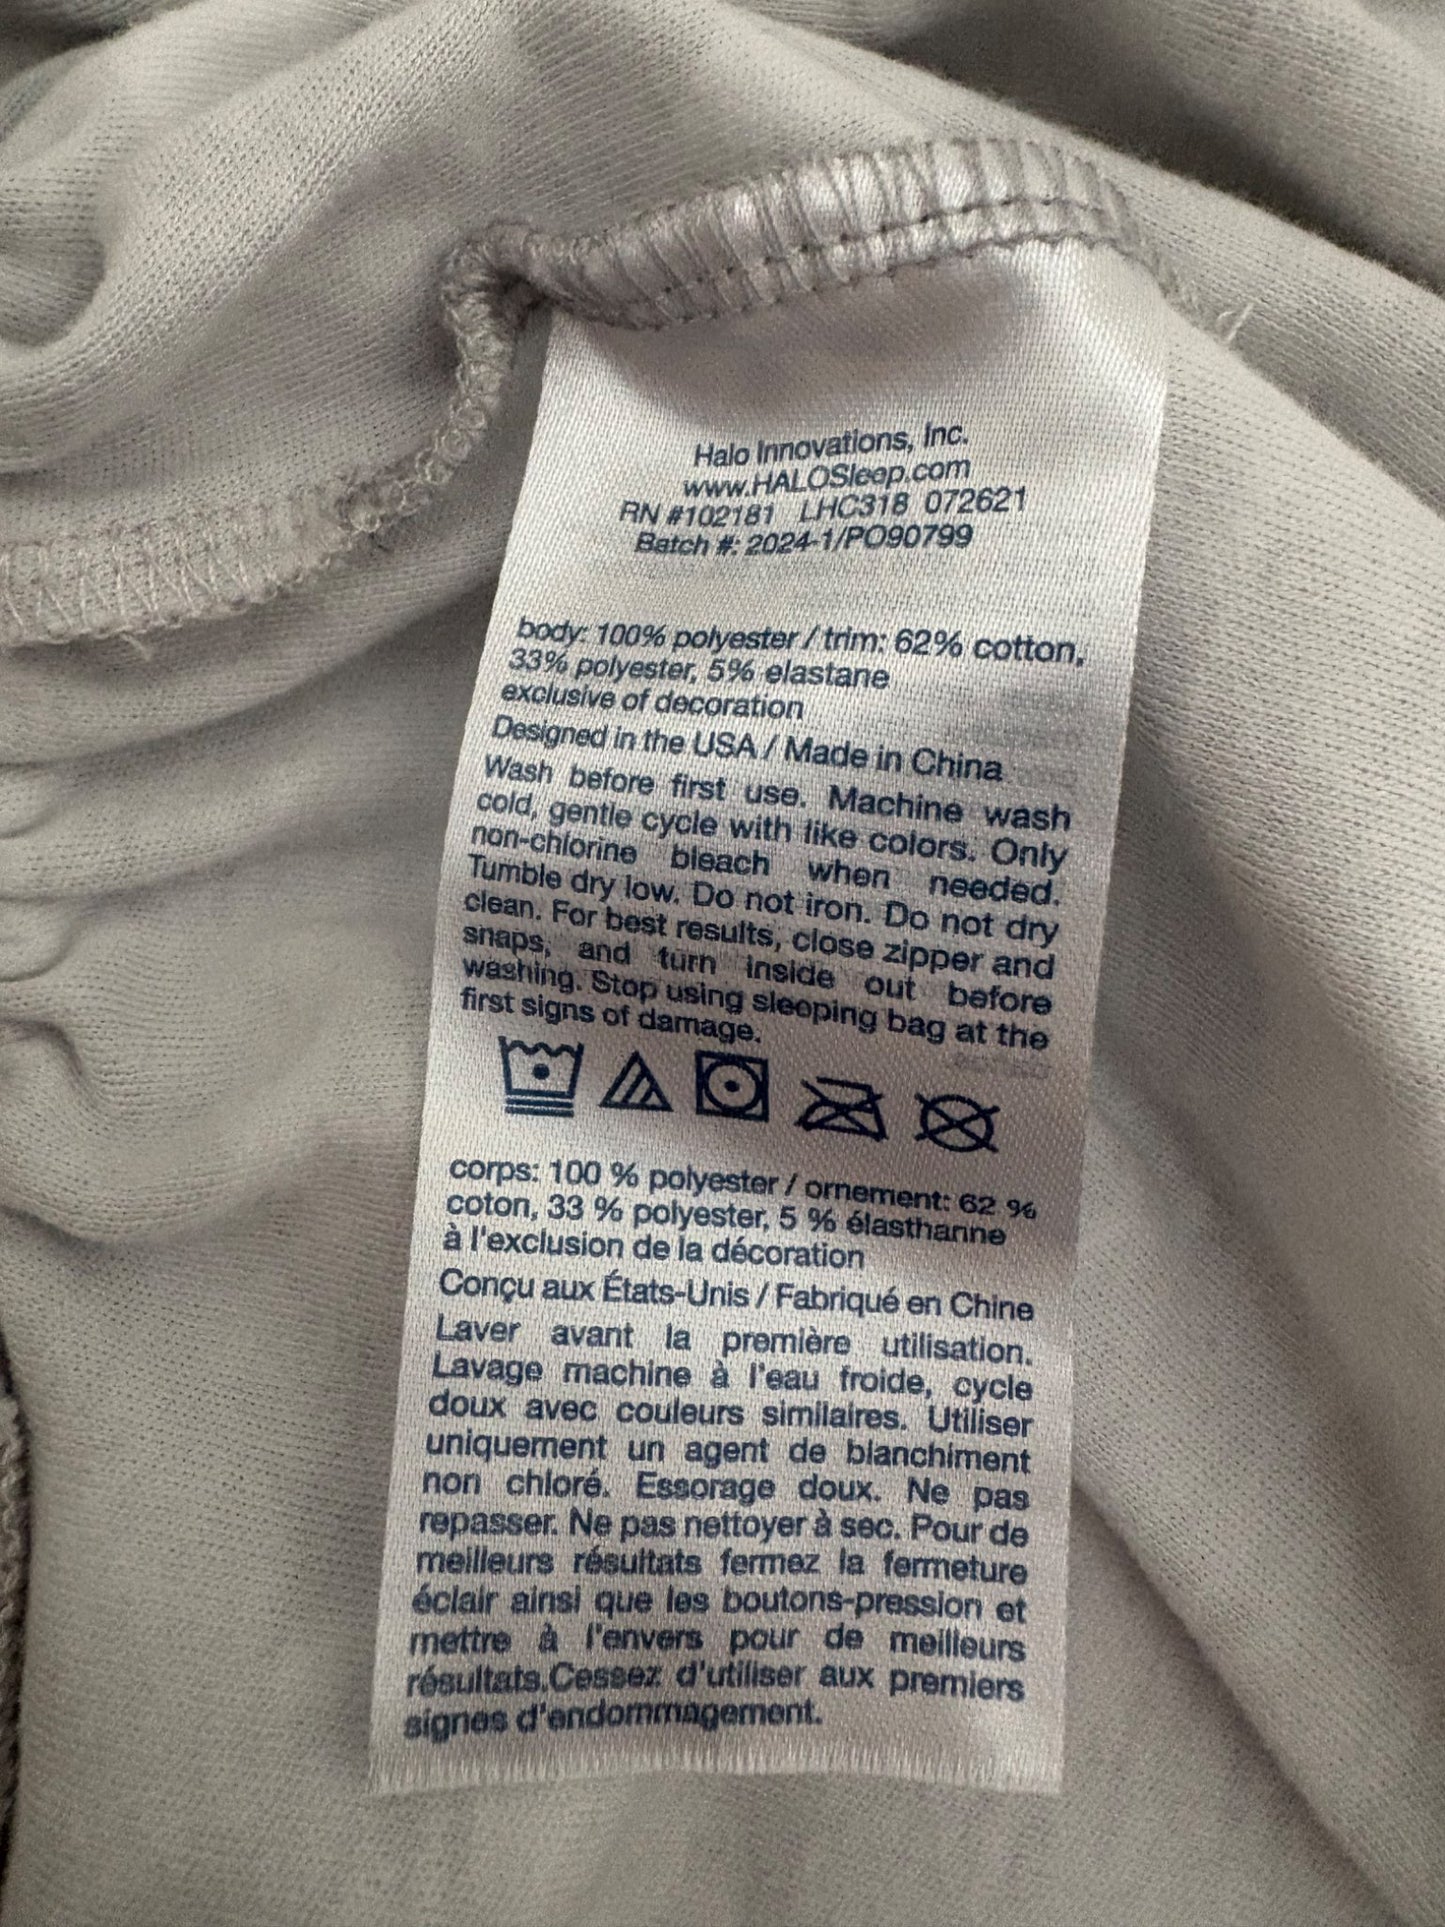 Halo Innovations, Inc.
www.HALOSleep.com
RN #102181 LHC318 072621
Batch #: 2024-1/PO90799
body: 100% polyester / trim: 62% cotton,
33% polyester, 5% elastane
exclusive of decoration
Designed in the USA / Made in China
Wash before first use. Machine wash
cold, gentle cycle with like colors. Only
non-chlorine bleach when needed.
Tumble dry low. Do not iron. Do not dry
clean. For best results, close zipper and
snaps, and turn inside out before
washing. Stop using sleeping bag at the
first signs of damage.
corps: 100 % polyester / ornement: 62 %
coton, 33 % polyester, 5 % élasthanne
à l'exclusion de la décoration
Conçu aux États-Unis / Fabriqué en Chine
Laver avant la première utilisation.
Lavage machine à l'eau froide, cycle
doux avec couleurs similaires. Utiliser
uniquement un agent de blanchiment
non chloré. Essorage doux. Ne pas
repasser. Ne pas nettoyer à sec. Pour de
meilleurs résultats fermez la fermeture
éclair ainsi que les boutons-pression et
mettre à l'envers pour de meilleurs
résultats.Cessez d'utiliser aux premiers
signes d'endommagement.